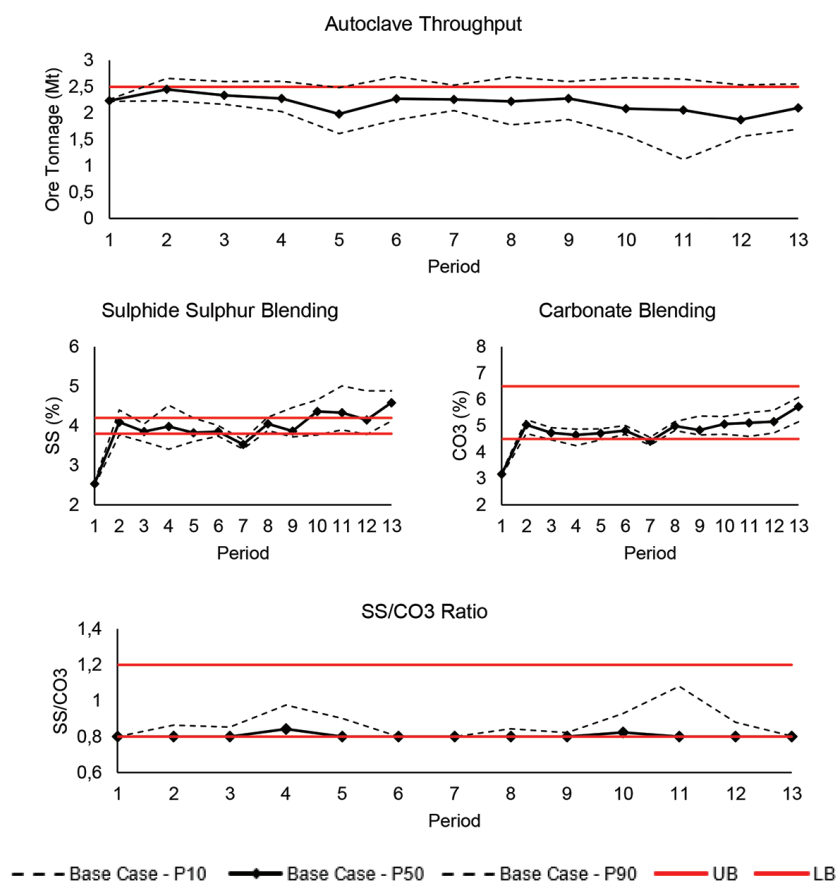 Autoclave Throughput
3
2,5
2
1,5
1
0,5
0
Ore Tonnage (Mt)
1 2 3 4 5 6 7 8 9 10 11 12 13
Period
Sulphide Sulphur Blending
6
5
4
3
2
SS (%)
1 2 3 4 5 6 7 8 9 10 11 12 13
Period
Carbonate Blending
8
7
6
5
4
3
2
CO3 (%)
1 2 3 4 5 6 7 8 9 10 11 12 13
Period
SS/CO3 Ratio
1,4
1,2
1
0,8
0,6
SS/CO3
1 2 3 4 5 6 7 8 9 10 11 12 13
Period
Base Case - P10 Base Case - P50 Base Case - P90 UB LB